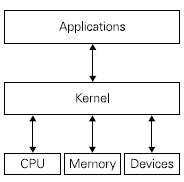 Applications
Kernel
CPU Memory Devices